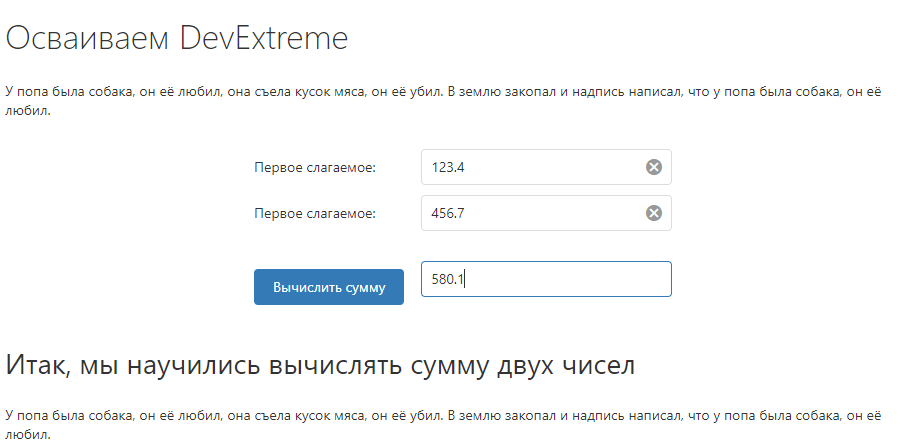 Осваиваем DevExtreme
У попа была собака, он её любил, она съела кусок мяса, он её убил. В землю закопал и надпись написал, что у попа была собака, он её
любил.
Первое слагаемое: 123.4
Первое слагаемое: 456.7
Вычислить сумму 580.1
Итак, мы научились вычислять сумму двух чисел
У попа была собака, он её любил, она съела кусок мяса, он её убил. В землю закопал и надпись написал, что у попа была собака, он её
любил.